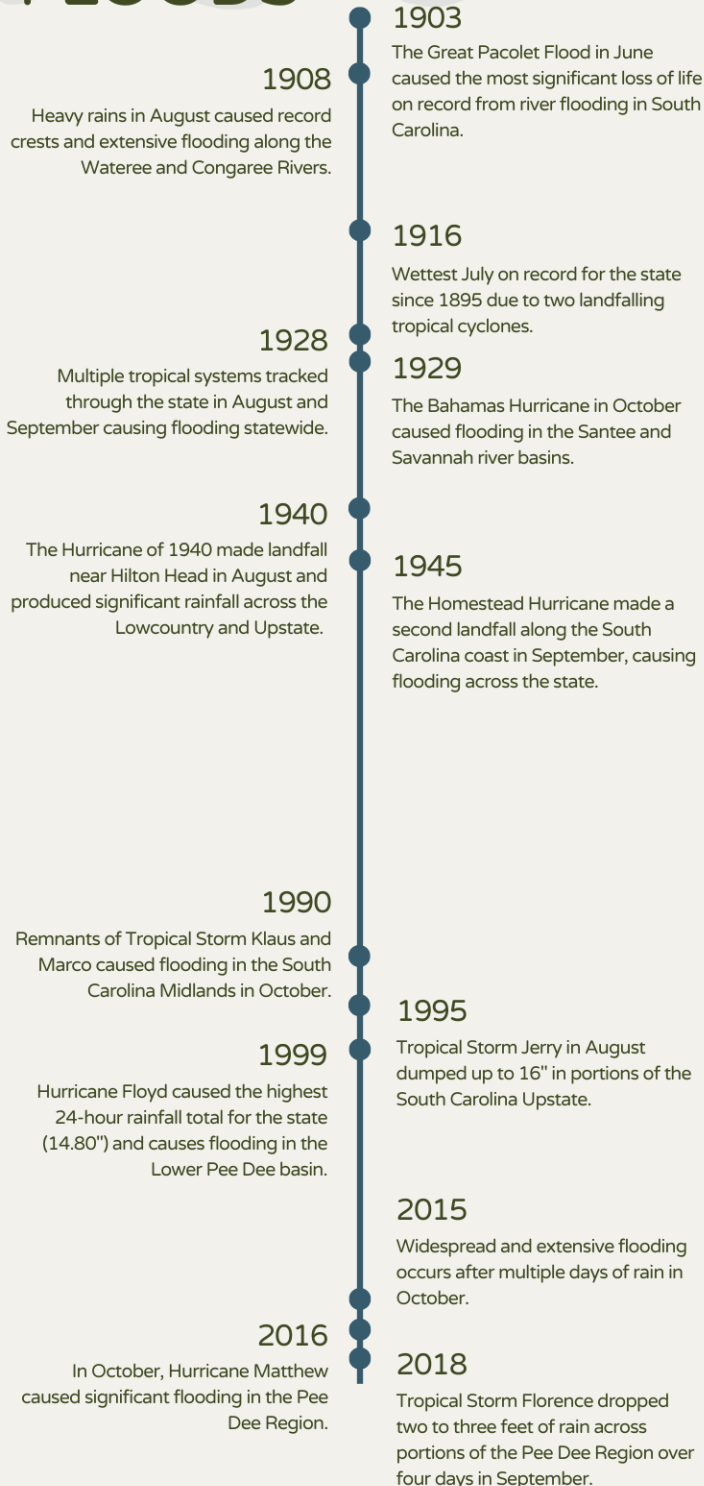 1903
The Great Pacolet Flood in June
caused the most significant loss of life
on record from river flooding in South
Carolina.
1908
Heavy rains in August caused record
crests and extensive flooding along the
Wateree and Congaree Rivers.
1916
Wettest July on record for the state
since 1895 due to two landfalling
tropical cyclones.
1928
Multiple tropical systems tracked
through the state in August and
September causing flooding statewide.
1929
The Bahamas Hurricane in October
caused flooding in the Santee and
Savannah river basins.
1940
The Hurricane of 1940 made landfall
near Hilton Head in August and
produced significant rainfall across the
Lowcountry and Upstate.
1945
The Homestead Hurricane made a
second landfall along the South
Carolina coast in September, causing
flooding across the state.
1990
Remnants of Tropical Storm Klaus and
Marco caused flooding in the South
Carolina Midlands in October.
1995
Tropical Storm Jerry in August
dumped up to 16" in portions of the
South Carolina Upstate.
1999
Hurricane Floyd caused the highest
24-hour rainfall total for the state
(14.80") and causes flooding in the
Lower Pee Dee basin.
2015
Widespread and extensive flooding
occurs after multiple days of rain in
October.
2016
In October, Hurricane Matthew
caused significant flooding in the Pee
Dee Region.
2018
Tropical Storm Florence dropped
two to three feet of rain across
portions of the Pee Dee Region over
four days in September.